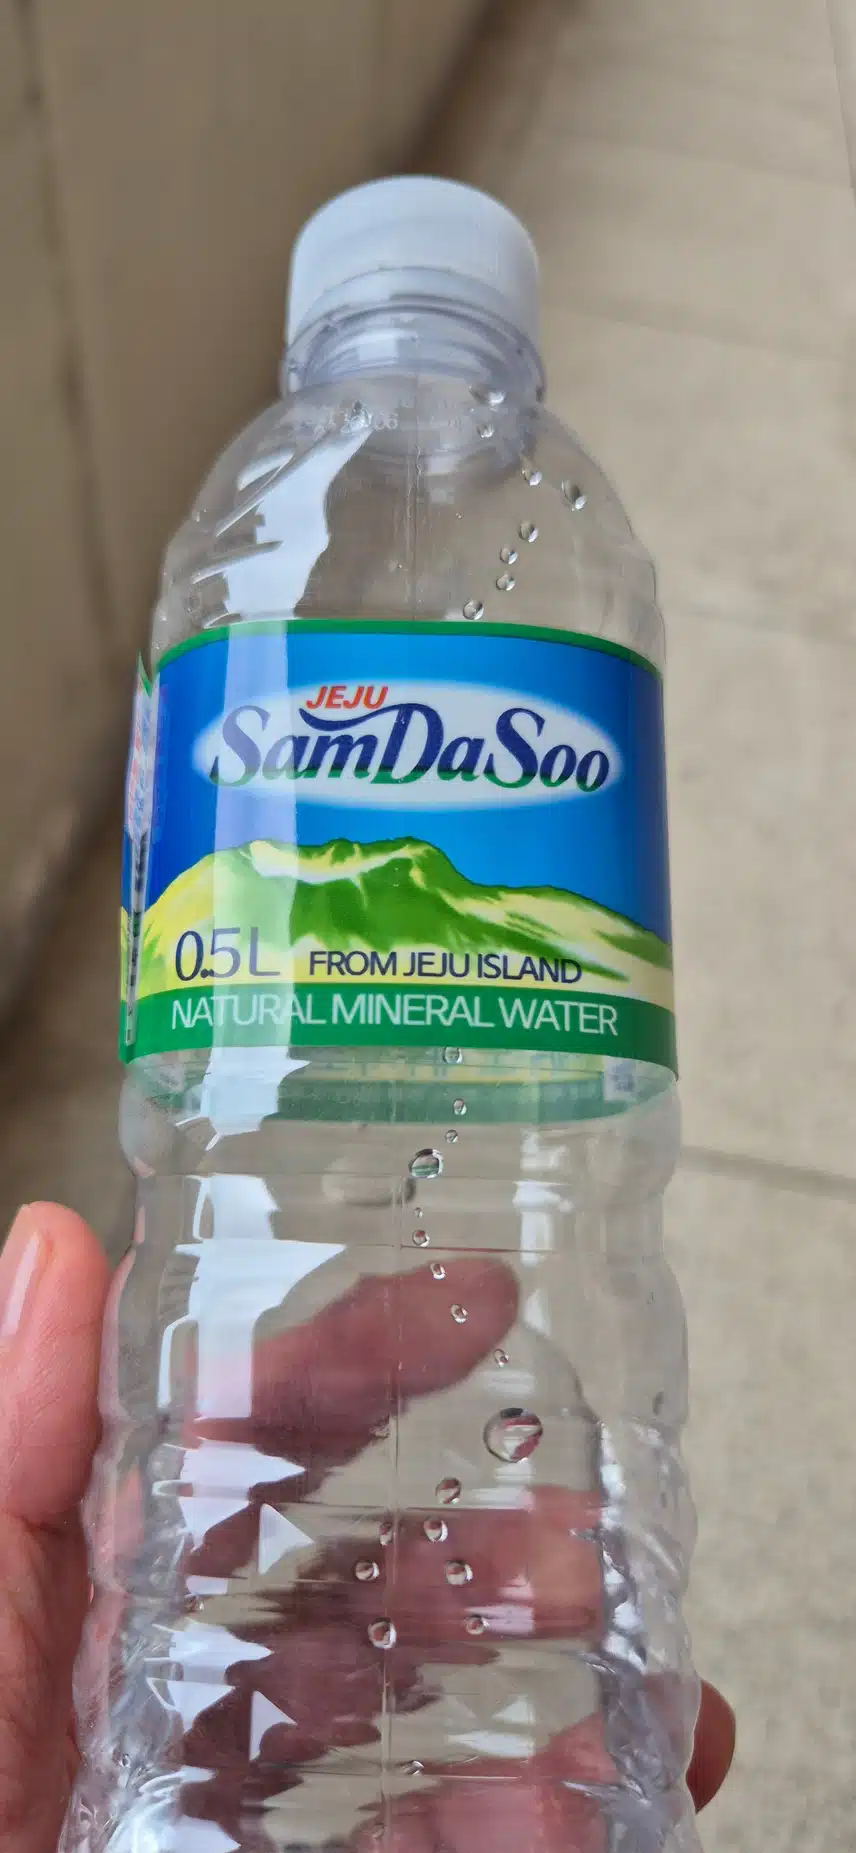 JEJU
SamDaSoo
0.5L FROM JEJU ISLAND
NATURAL MINERAL WATER